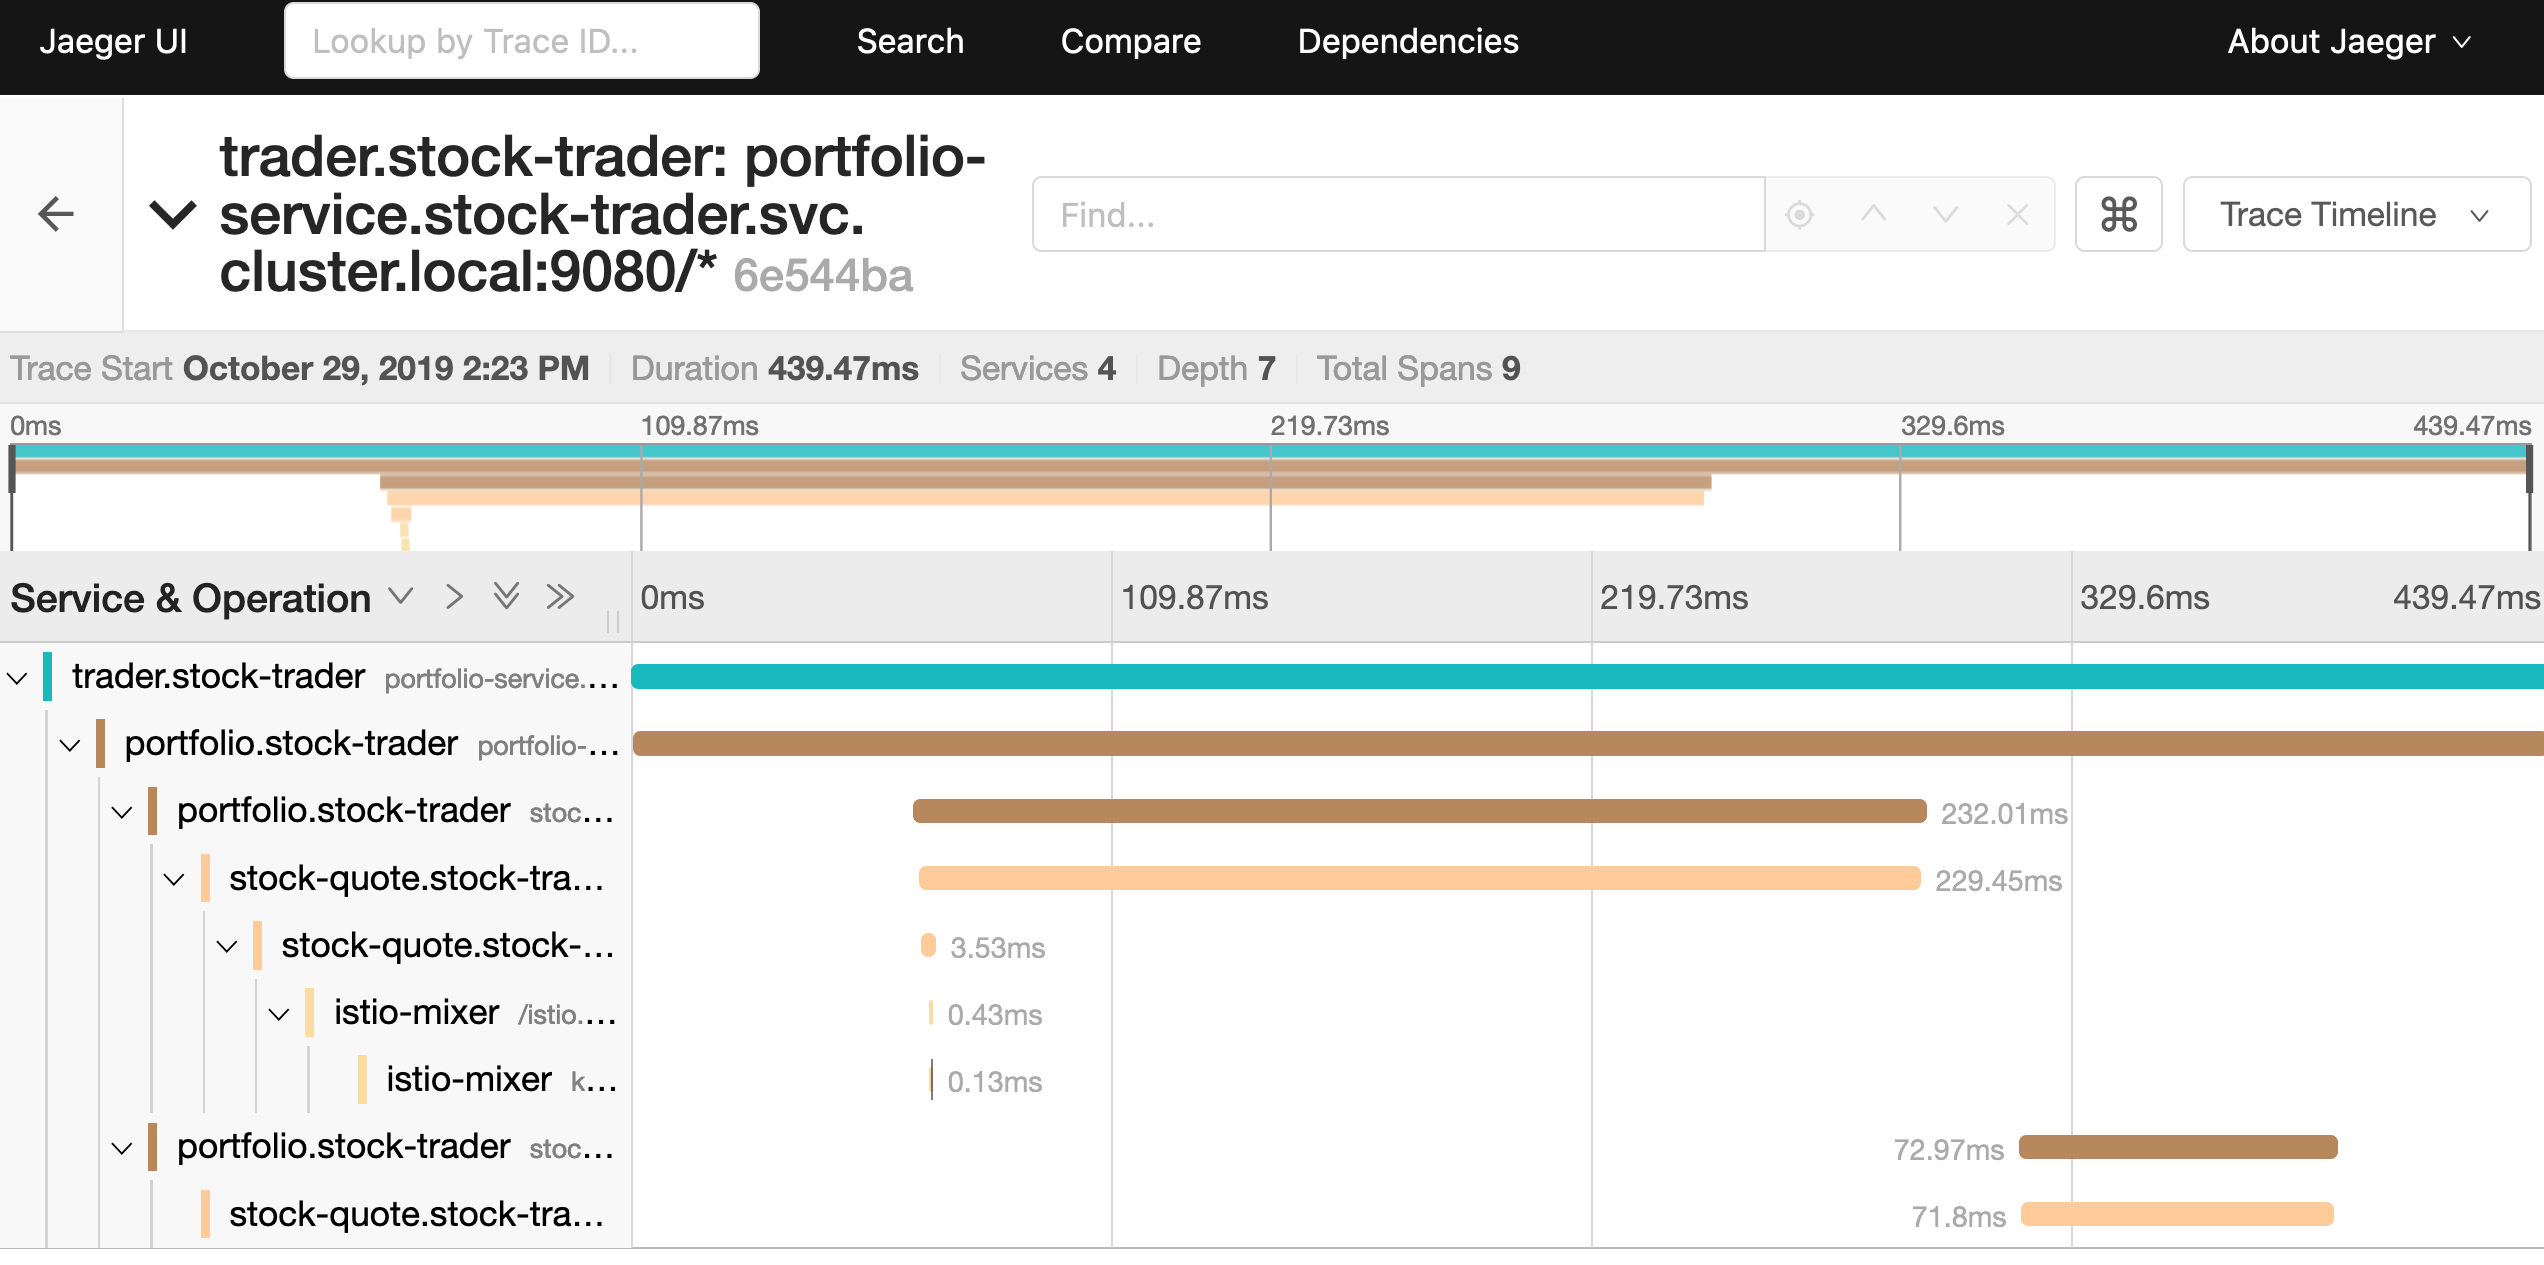 Jaeger UI
Lookup by Trace ID...
Search
Compare
Dependencies
About Jaeger
trader.stock-trader: portfolio-
service.stock-trader.svc.
cluster.local:9080/* 6e544ba
Find...
⌘
Trace Timeline
Trace Start October 29, 2019 2:23 PM
Duration 439.47ms
Services 4
Depth 7
Total Spans 9
0ms
109.87ms
219.73ms
329.6ms
439.47ms
Service & Operation
0ms
109.87ms
219.73ms
329.6ms
439.47ms
trader.stock-trader portfolio-service....
portfolio.stock-trader portfolio-...
portfolio.stock-trader stoc...
232.01ms
stock-quote.stock-tra...
229.45ms
stock-quote.stock-...
3.53ms
istio-mixer /istio....
0.43ms
istio-mixer k...
0.13ms
portfolio.stock-trader stoc...
72.97ms
stock-quote.stock-tra...
71.8ms